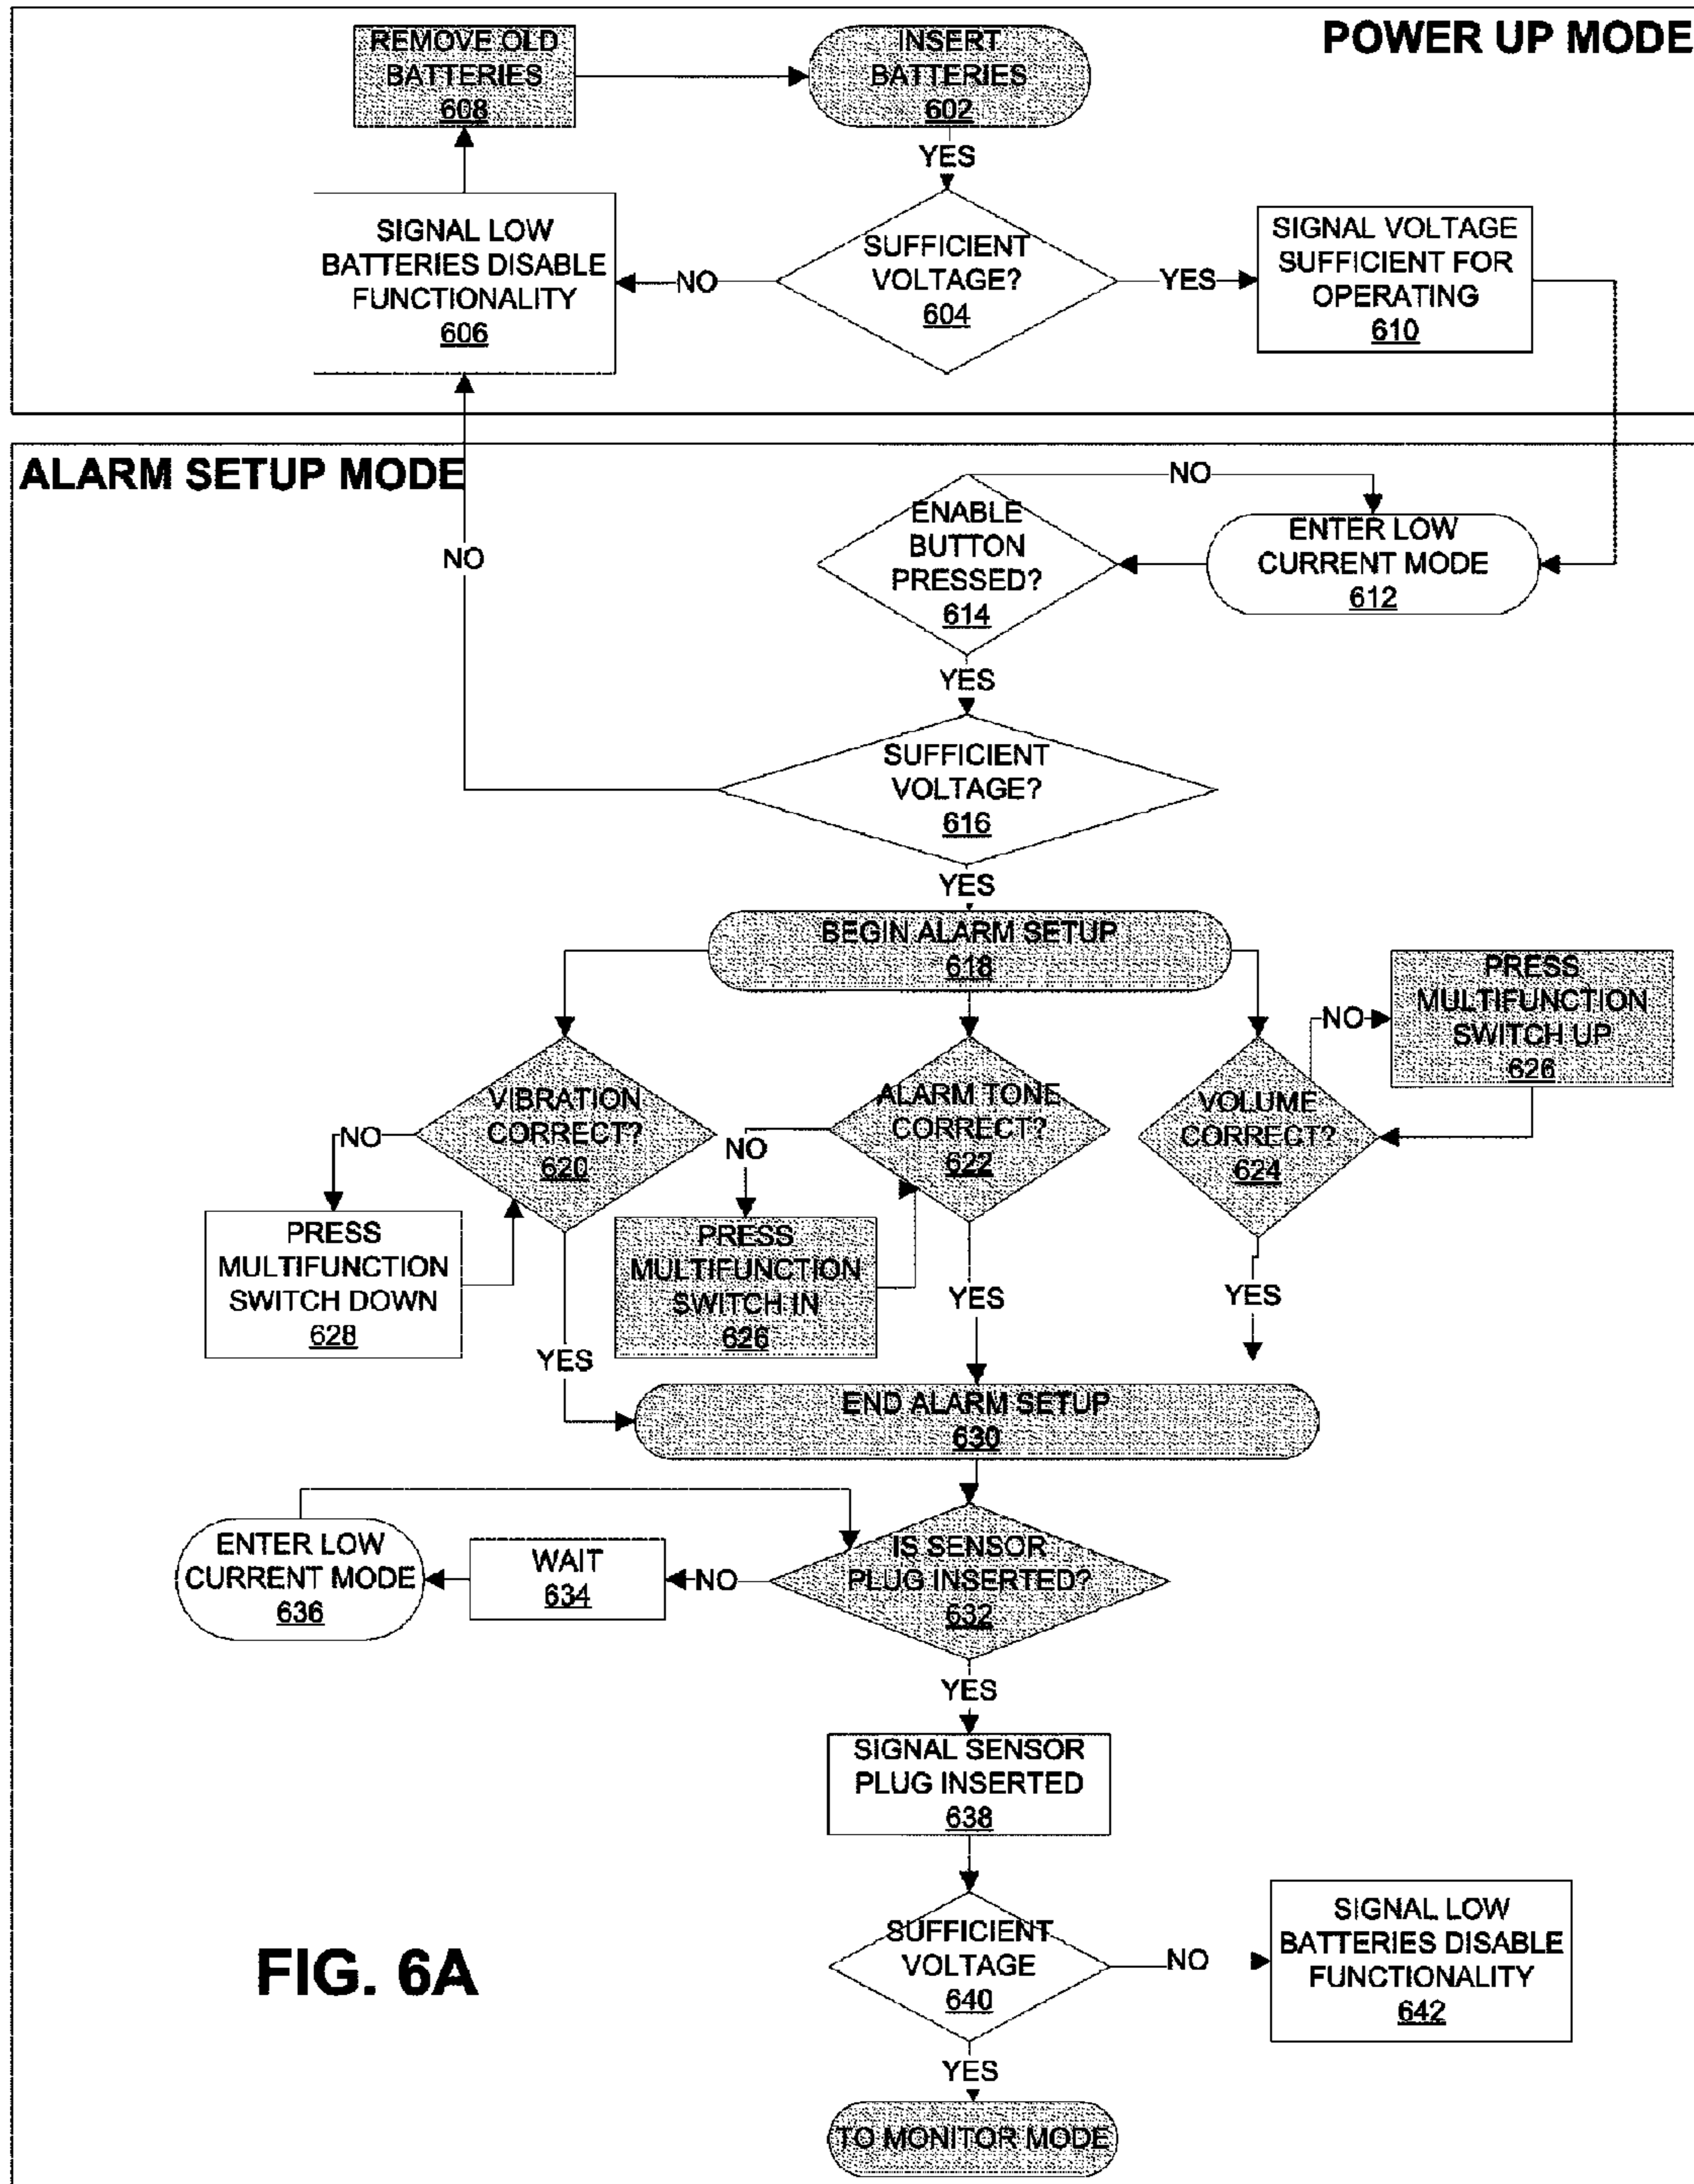 POWER UP MODE
REMOVE OLD
BATTERIES
608
INSERT
BATTERIES
602
YES
SIGNAL LOW
BATTERIES DISABLE
FUNCTIONALITY
606
NO
SUFFICIENT
VOLTAGE?
604
YES
SIGNAL VOLTAGE
SUFFICIENT FOR
OPERATING
610
ALARM SETUP MODE
NO
NO
ENABLE
BUTTON
PRESSED?
614
ENTER LOW
CURRENT MODE
612
YES
SUFFICIENT
VOLTAGE?
616
YES
BEGIN ALARM SETUP
618
PRESS
MULTIFUNCTION
SWITCH UP
626
NO
VIBRATION
CORRECT?
620
NO
ALARM TONE
CORRECT?
622
NO
VOLUME
CORRECT?
624
PRESS
MULTIFUNCTION
SWITCH DOWN
628
PRESS
MULTIFUNCTION
SWITCH IN
626
YES
YES
YES
END ALARM SETUP
630
ENTER LOW
CURRENT MODE
636
WAIT
634
NO
IS SENSOR
PLUG INSERTED?
632
YES
SIGNAL SENSOR
PLUG INSERTED
638
SUFFICIENT
VOLTAGE
640
NO
SIGNAL LOW
BATTERIES DISABLE
FUNCTIONALITY
642
YES
TO MONITOR MODE
FIG. 6A